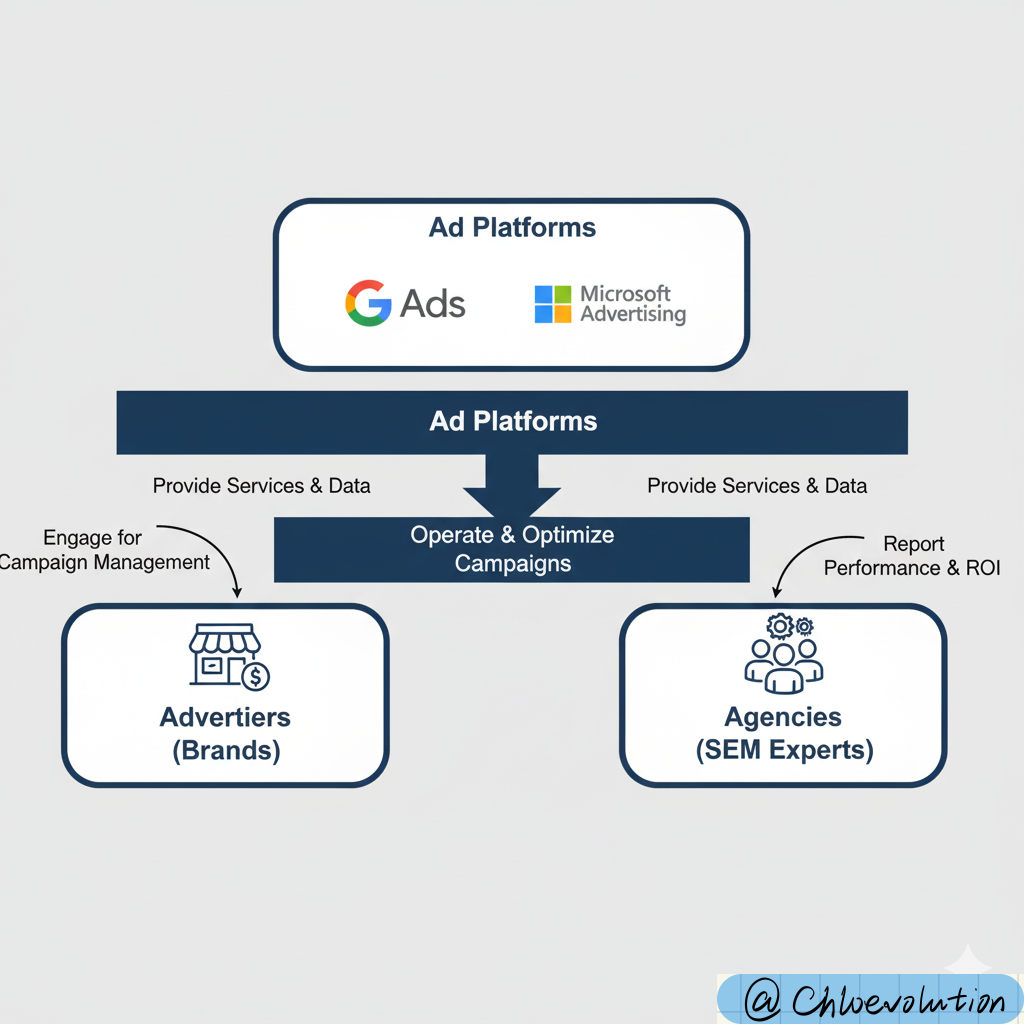 Ad Platforms
G Ads
Microsoft
Advertising
Ad Platforms
Provide Services & Data
Provide Services & Data
Engage for
Campaign Management
Operate & Optimize
Campaigns
Report
Performance & ROI
$
Advertiers
(Brands)
Agencies
(SEM Experts)
@ Chloevolution